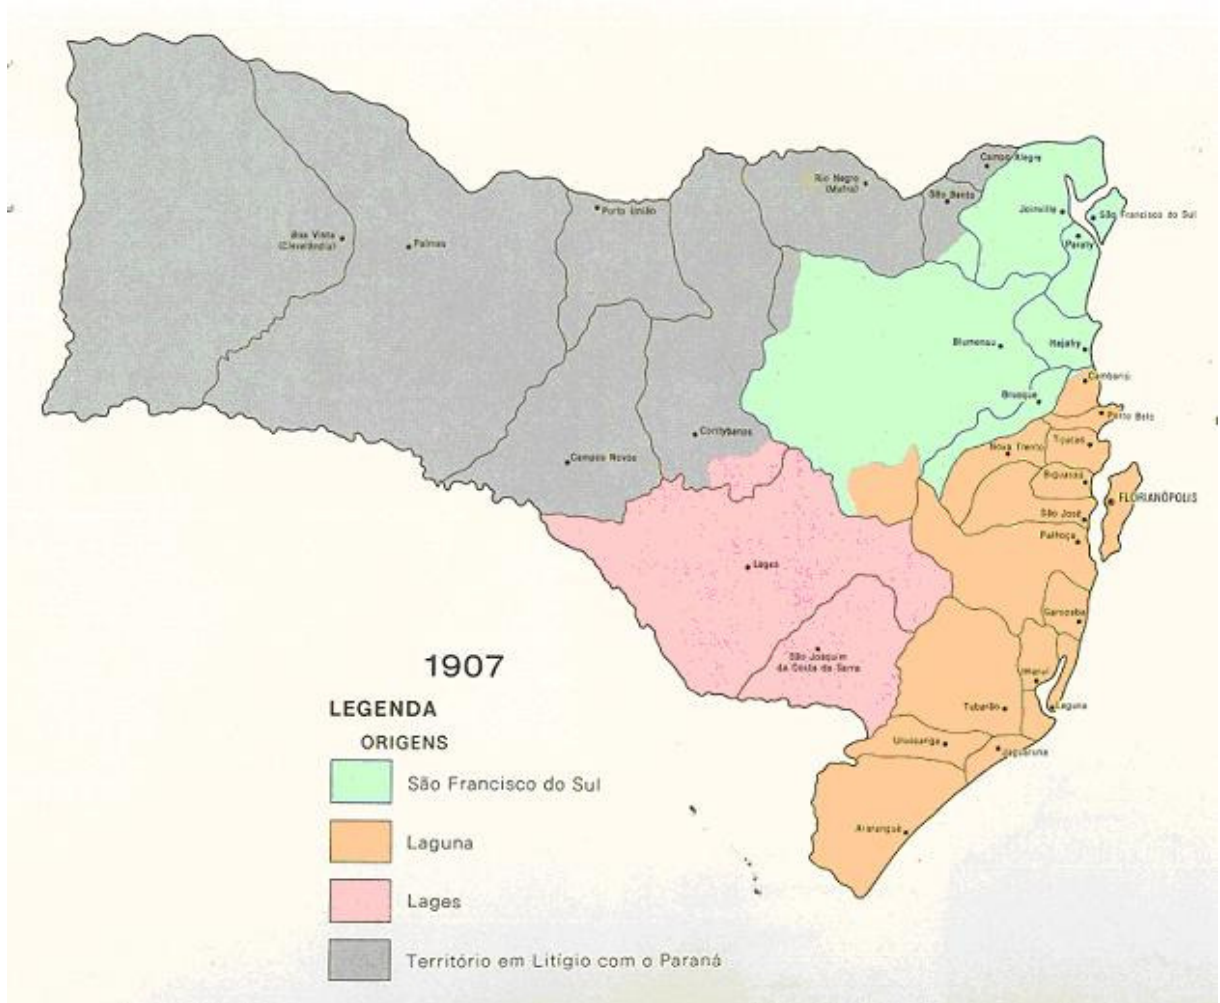 Campo Alegre
Rio Negro
(Mafra)
São Bento
Porto União
Joinville
São Francisco do Sul
Paraty
Boa Vista
(Clevelândia)
Palmas
Blumenau
Itajahy
Camboriú
Brusque
Porto Belo
Coritybanos
Tijucas
Nova Trento
Campos Novos
Biguassú
FLORIANÓPOLIS
São José
Palhoça
Lages
Garopaba
São Joaquim
da Costa da Serra
Imaruí
Tubarão
Laguna
Urussanga
Jaguaruna
Araranguá
1907
LEGENDA
ORIGENS
São Francisco do Sul
Laguna
Lages
Território em Litígio com o Paraná